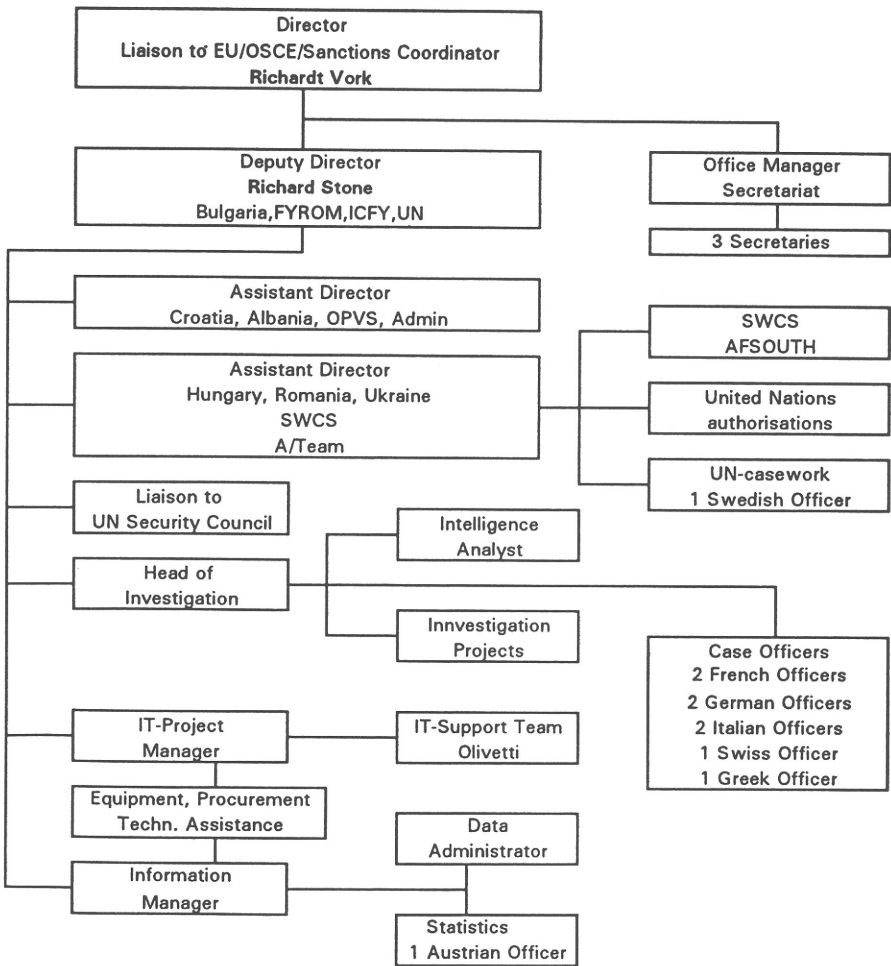 Director
Liaison to EU/OSCE/Sanctions Coordinator
Richardt Vork
Deputy Director
Richard Stone
Bulgaria,FYROM,ICFY,UN
Office Manager
Secretariat
3 Secretaries
Assistant Director
Croatia, Albania, OPVS, Admin
Assistant Director
Hungary, Romania, Ukraine
SWCS
A/Team
SWCS
AFSOUTH
United Nations
authorisations
UN-casework
1 Swedish Officer
Liaison to
UN Security Council
Head of
Investigation
Intelligence
Analyst
Innvestigation
Projects
Case Officers
2 French Officers
2 German Officers
2 Italian Officers
1 Swiss Officer
1 Greek Officer
IT-Project
Manager
IT-Support Team
Olivetti
Equipment, Procurement
Techn. Assistance
Information
Manager
Data
Administrator
Statistics
1 Austrian Officer